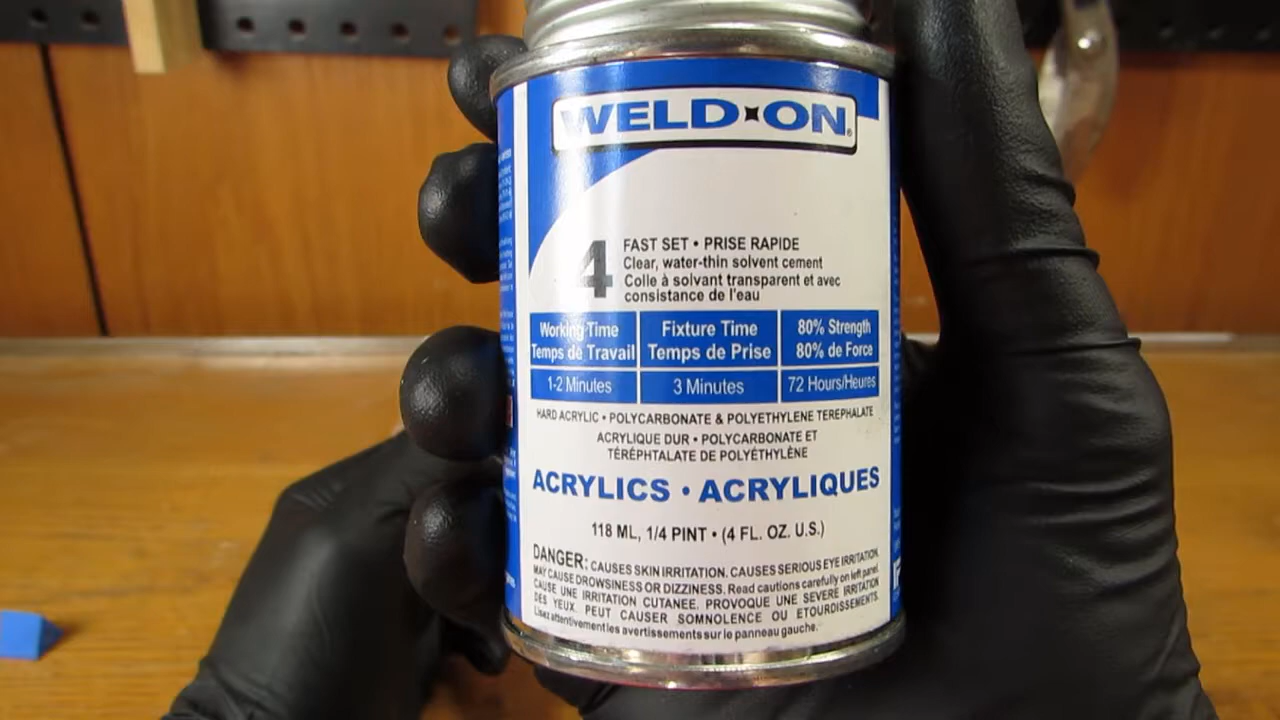 WELD-ON®
4
FAST SET • PRISE RAPIDE
Clear, water-thin solvent cement
Colle à solvant transparent et avec
consistance de l'eau
Working Time Fixture Time 80% Strength
Temps de Travail Temps de Prise 80% de Force
1-2 Minutes 3 Minutes 72 Hours/Heures
HARD ACRYLIC • POLYCARBONATE & POLYETHYLENE TEREPHALATE
ACRYLIQUE DUR • POLYCARBONATE ET
TÉRÉPHTALATE DE POLYÉTHYLÈNE
ACRYLICS • ACRYLIQUES
118 ML, 1/4 PINT • (4 FL. OZ. U.S.)
DANGER: CAUSES SKIN IRRITATION. CAUSES SERIOUS EYE IRRITATION.
MAY CAUSE DROWSINESS OR DIZZINESS. Read cautions carefully on left panel.
CAUSE UNE IRRITATION CUTANEE. PROVOQUE UNE SEVERE IRRITATION
DES YEUX. PEUT CAUSER SOMNOLENCE OU ETOURDISSEMENTS.
Lisez attentivement les avertissements sur le panneau gauche.